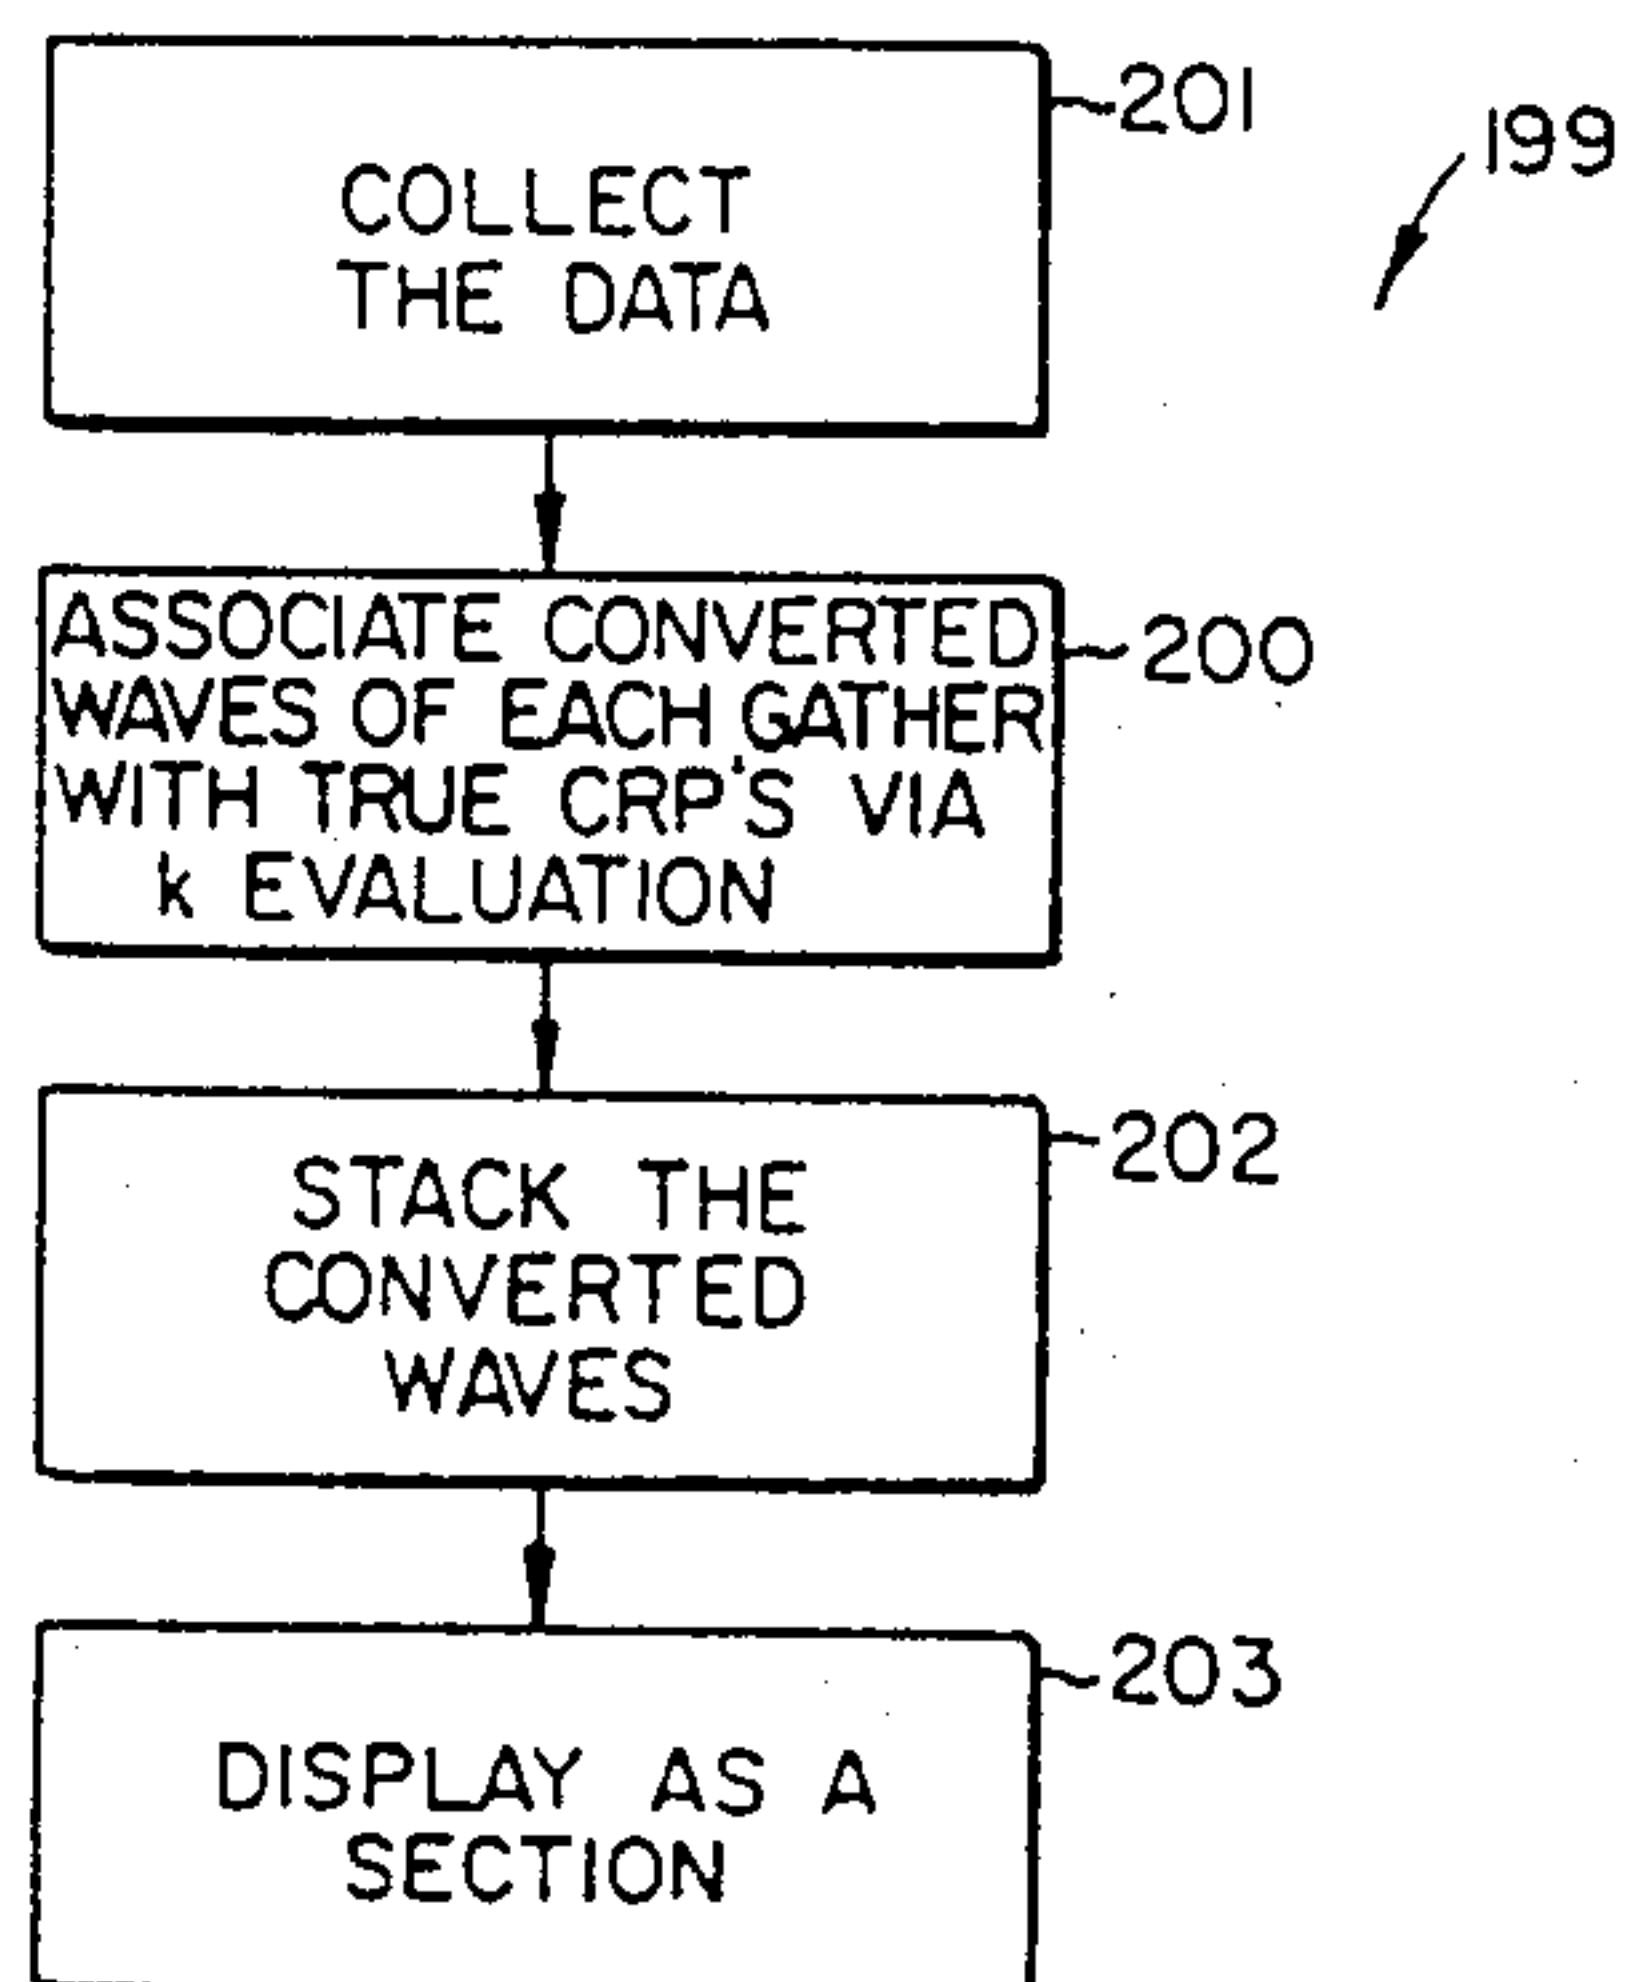 201
199
COLLECT
THE DATA
ASSOCIATE CONVERTED
WAVES OF EACH GATHER
WITH TRUE CRP'S VIA
k EVALUATION
200
STACK THE
CONVERTED
WAVES
202
203
DISPLAY AS A
SECTION